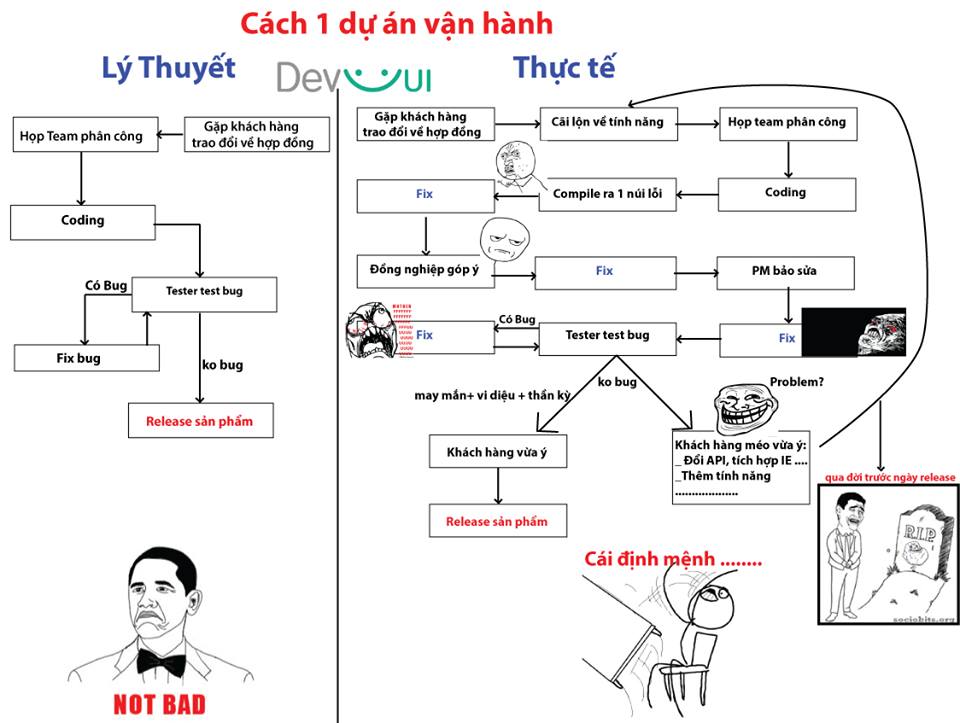 Cách 1 dự án vận hành
Lý Thuyết
Dev UI
Thực tế
Họp Team phân công
Gặp khách hàng
trao đổi về hợp đồng
Coding
Có Bug
Tester test bug
Fix bug
ko bug
Release sản phẩm
NOT BAD
Gặp khách hàng
trao đổi về hợp đồng
Cãi lộn về tính năng
Họp team phân công
Fix
Compile ra 1 núi lỗi
Coding
Đồng nghiệp góp ý
Fix
PM bảo sửa
Fix
Có Bug
Tester test bug
Fix
may mắn+ vi diệu + thần kỳ
ko bug
Problem?
Khách hàng vừa ý
Khách hàng méo vừa ý:
_ Đổi API, tích hợp IE ....
_Thêm tính năng
...................
Release sản phẩm
qua đời trước ngày release
R.I.P
sociobits.org
Cái định mệnh ........